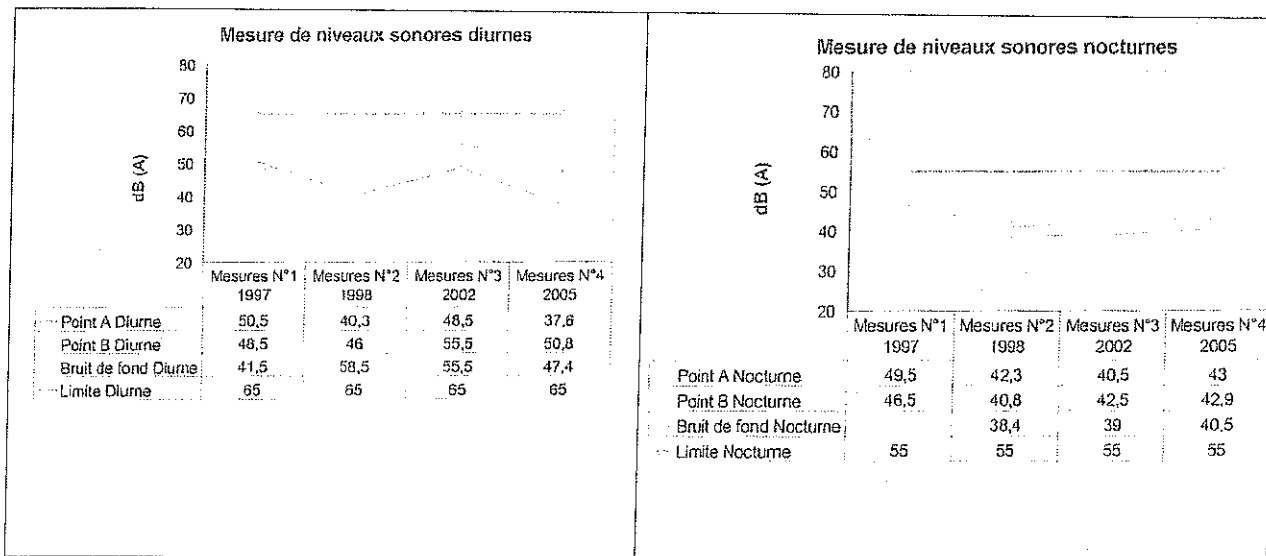 Mesure de niveaux sonores diurnes
80
70
60
50
40
30
20
dB (A)
Mesures N°1 Mesures N°2 Mesures N°3 Mesures N°4
1997 1998 2002 2005
Point A Diurne 50,5 40,3 48,5 37,6
Point B Diurne 48,5 46 55,5 50,8
Bruit de fond Diurne 41,5 58,5 55,5 47,4
Limite Diurne 65 65 65 65
Mesure de niveaux sonores nocturnes
80
70
60
50
40
30
20
dB (A)
Mesures N°1 Mesures N°2 Mesures N°3 Mesures N°4
1997 1998 2002 2005
Point A Nocturne 49,5 42,3 40,5 43
Point B Nocturne 46,5 40,8 42,5 42,9
Bruit de fond Nocturne 38,4 39 40,5
Limite Nocturne 55 55 55 55